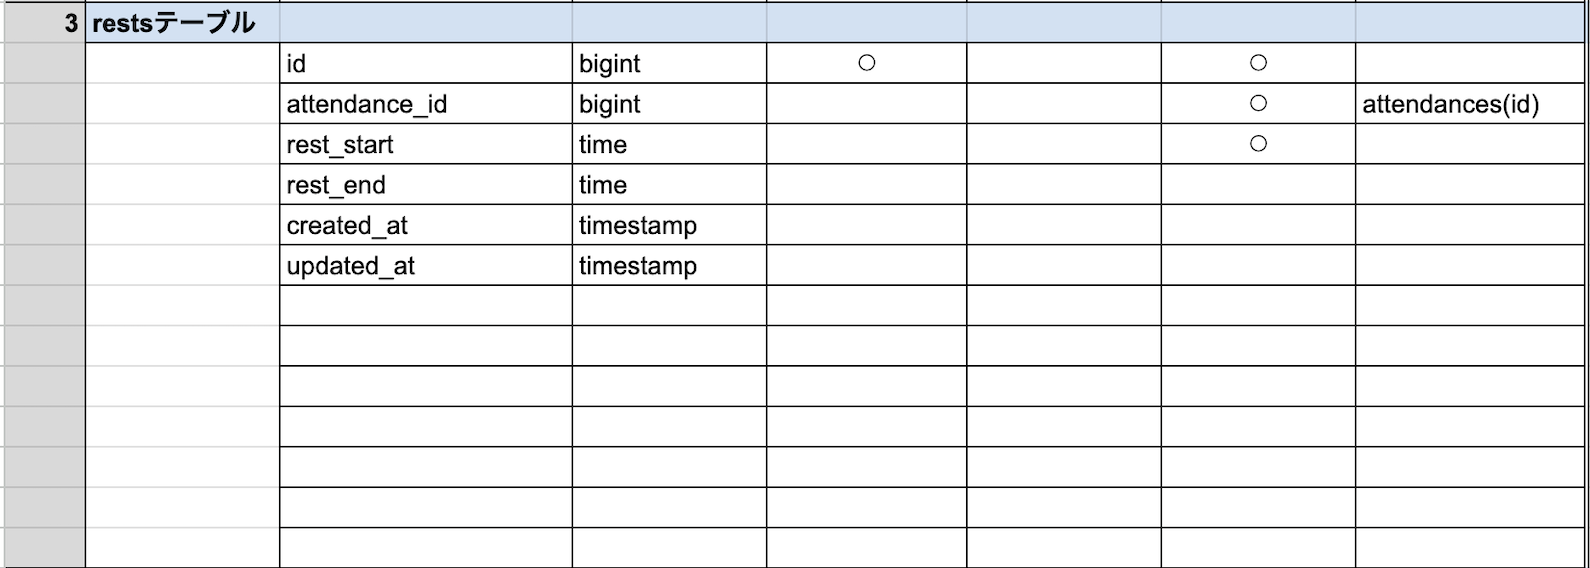 3 restsテーブル
id bigint ○ ○
attendance_id bigint ○ attendances(id)
rest_start time ○
rest_end time
created_at timestamp
updated_at timestamp